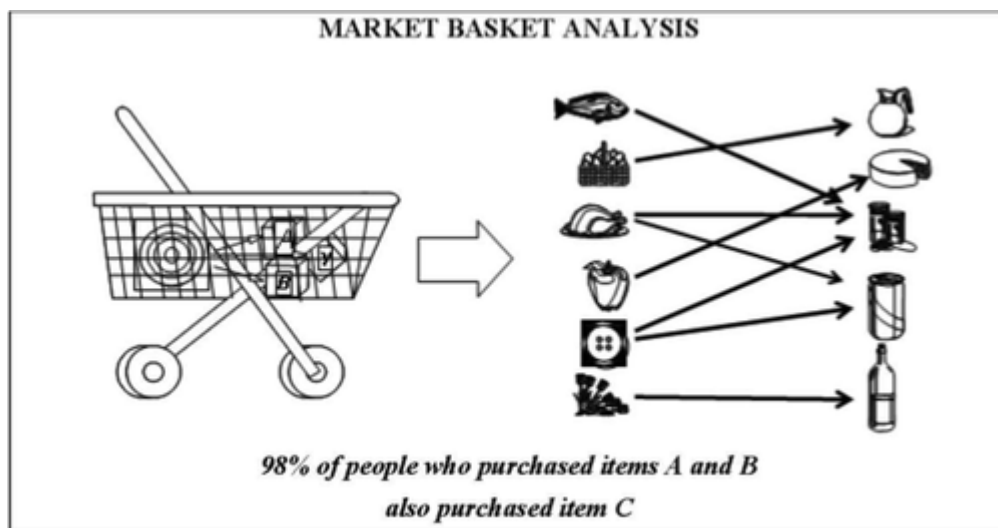 MARKET BASKET ANALYSIS
A
Y
B
98% of people who purchased items A and B
also purchased item C